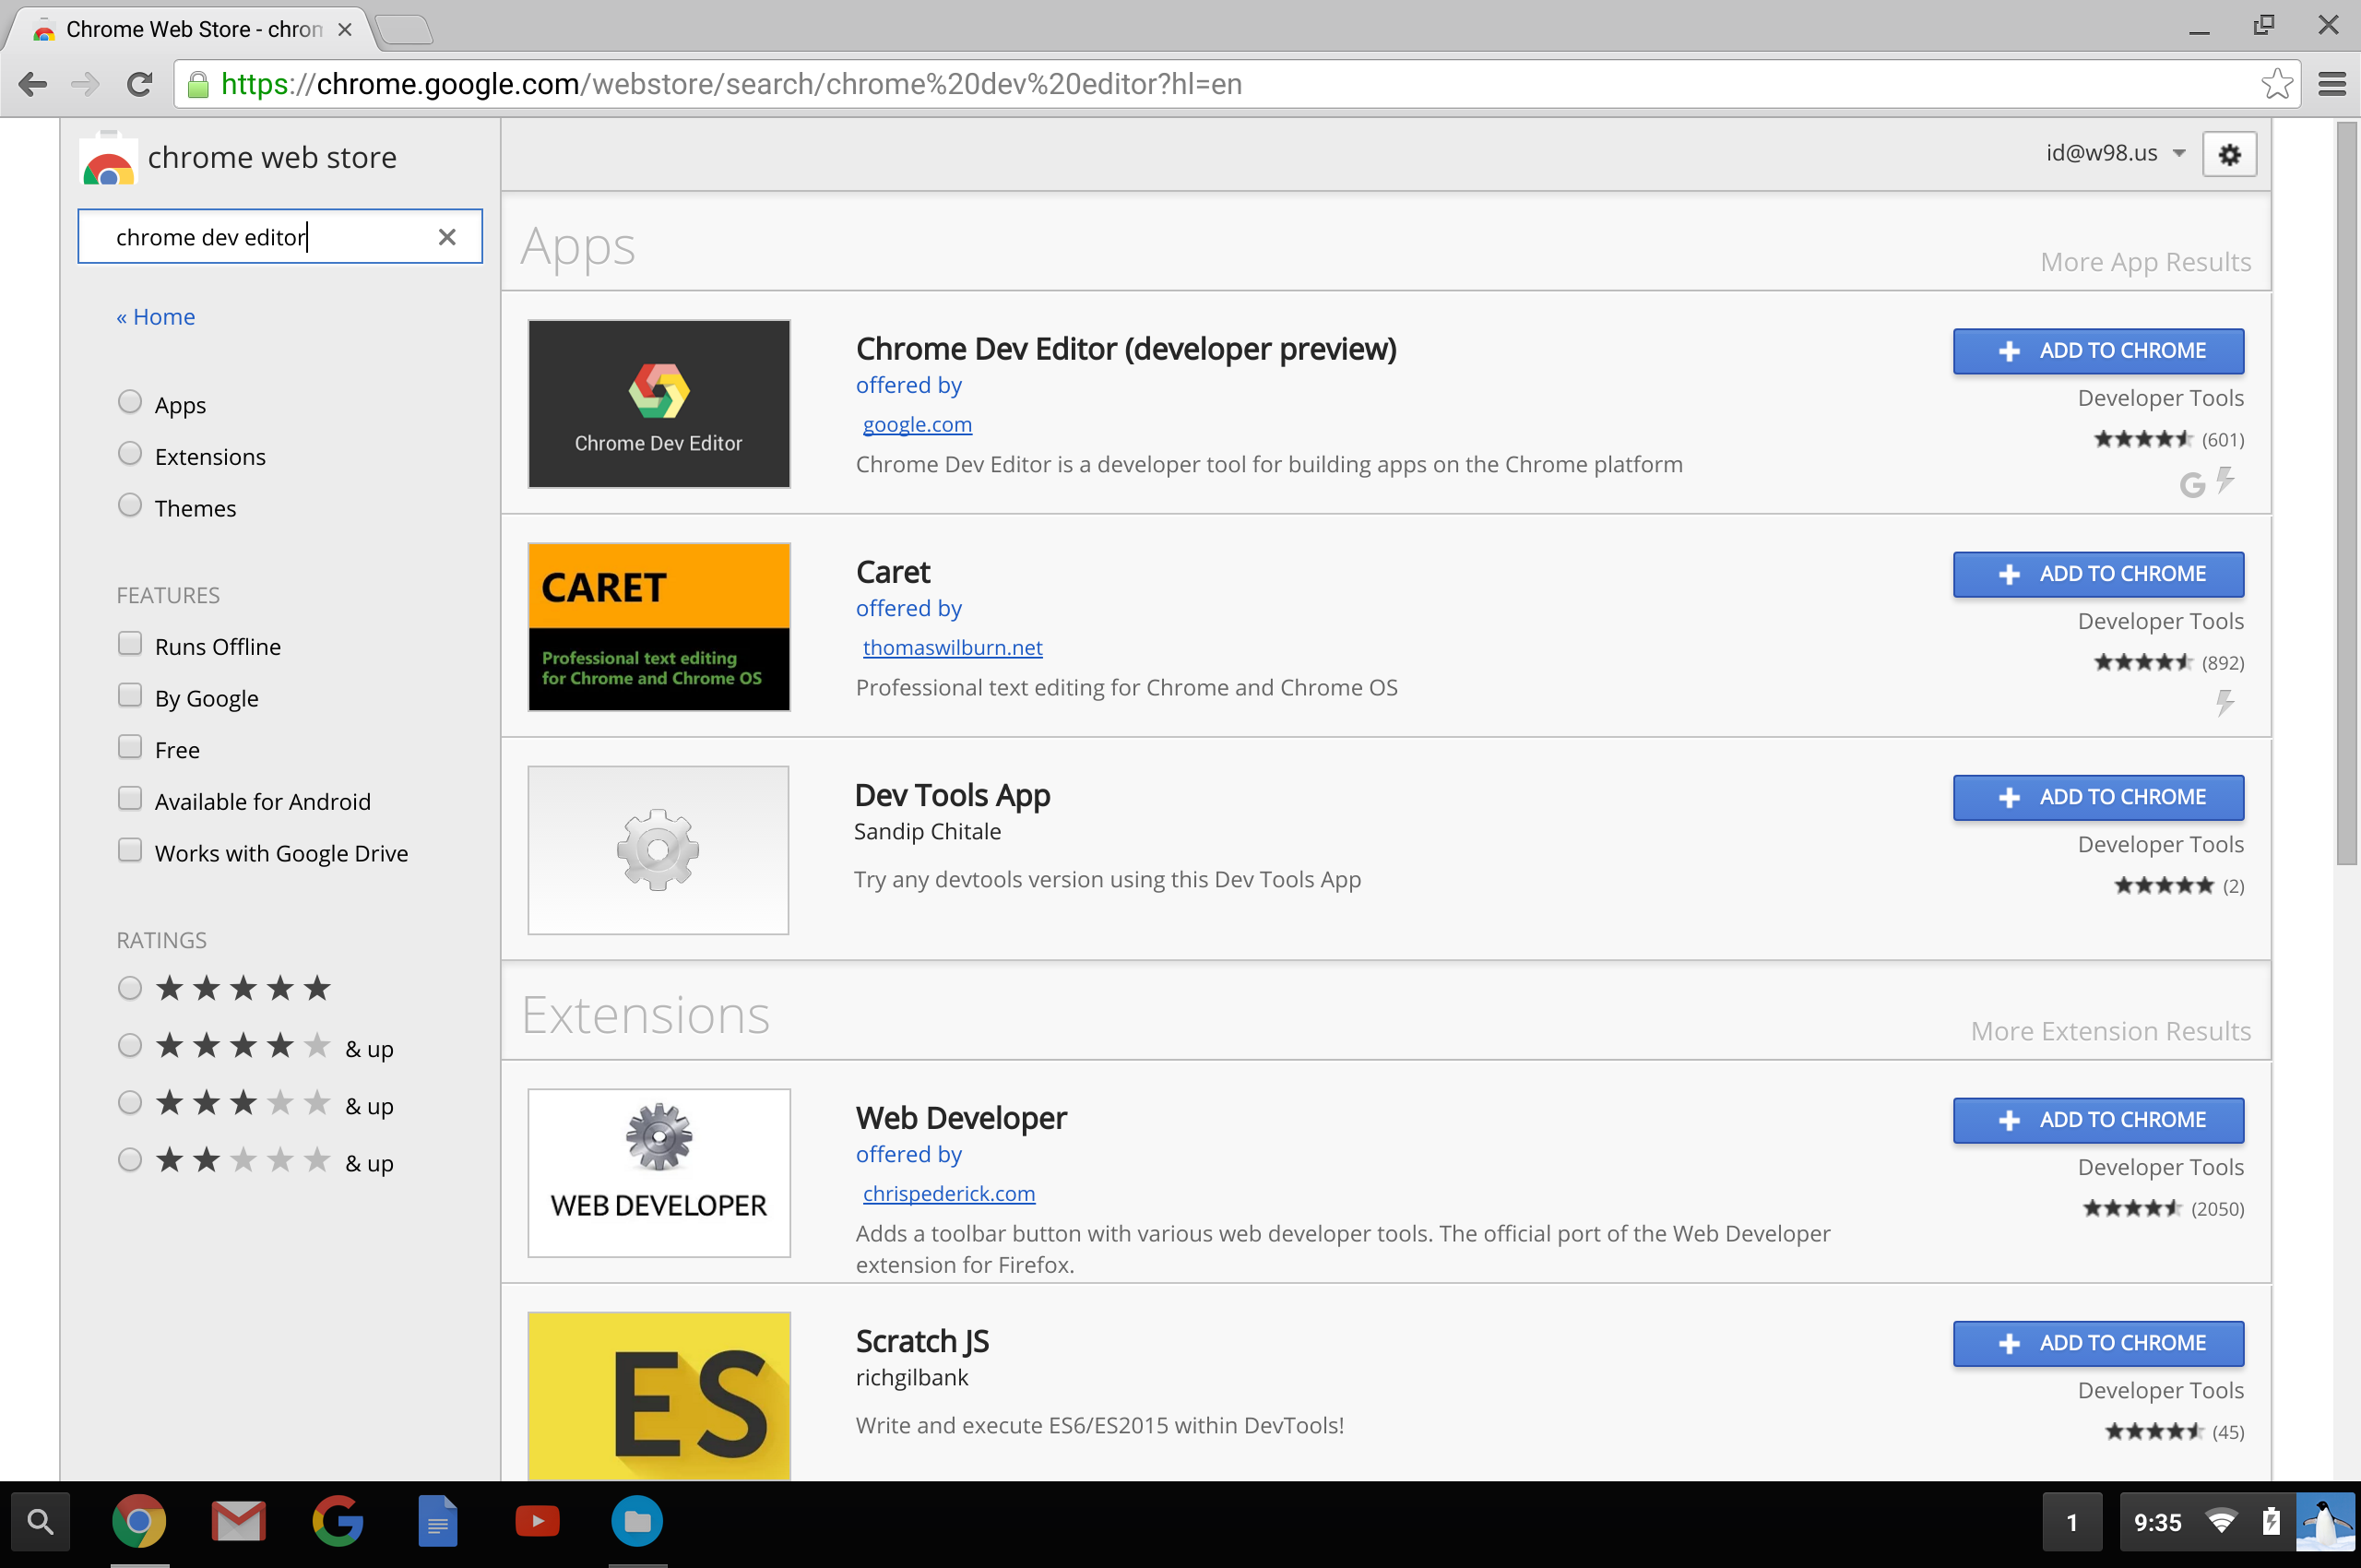 Chrome Web Store - chron
https://chrome.google.com/webstore/search/chrome%20dev%20editor?hl=en
chrome web store
id@w98.us
chrome dev editor
« Home
Apps
Extensions
Themes
FEATURES
Runs Offline
By Google
Free
Available for Android
Works with Google Drive
RATINGS
& up
& up
& up
Apps
More App Results
Chrome Dev Editor
Chrome Dev Editor (developer preview)
offered by
google.com
Chrome Dev Editor is a developer tool for building apps on the Chrome platform
ADD TO CHROME
Developer Tools
(601)
CARET
Professional text editing
for Chrome and Chrome OS
Caret
offered by
thomaswilburn.net
Professional text editing for Chrome and Chrome OS
ADD TO CHROME
Developer Tools
(892)
Dev Tools App
Sandip Chitale
Try any devtools version using this Dev Tools App
ADD TO CHROME
Developer Tools
(2)
Extensions
More Extension Results
WEB DEVELOPER
Web Developer
offered by
chrispederick.com
Adds a toolbar button with various web developer tools. The official port of the Web Developer
extension for Firefox.
ADD TO CHROME
Developer Tools
(2050)
ES
Scratch JS
richgilbank
Write and execute ES6/ES2015 within DevTools!
ADD TO CHROME
Developer Tools
(45)
1
9:35